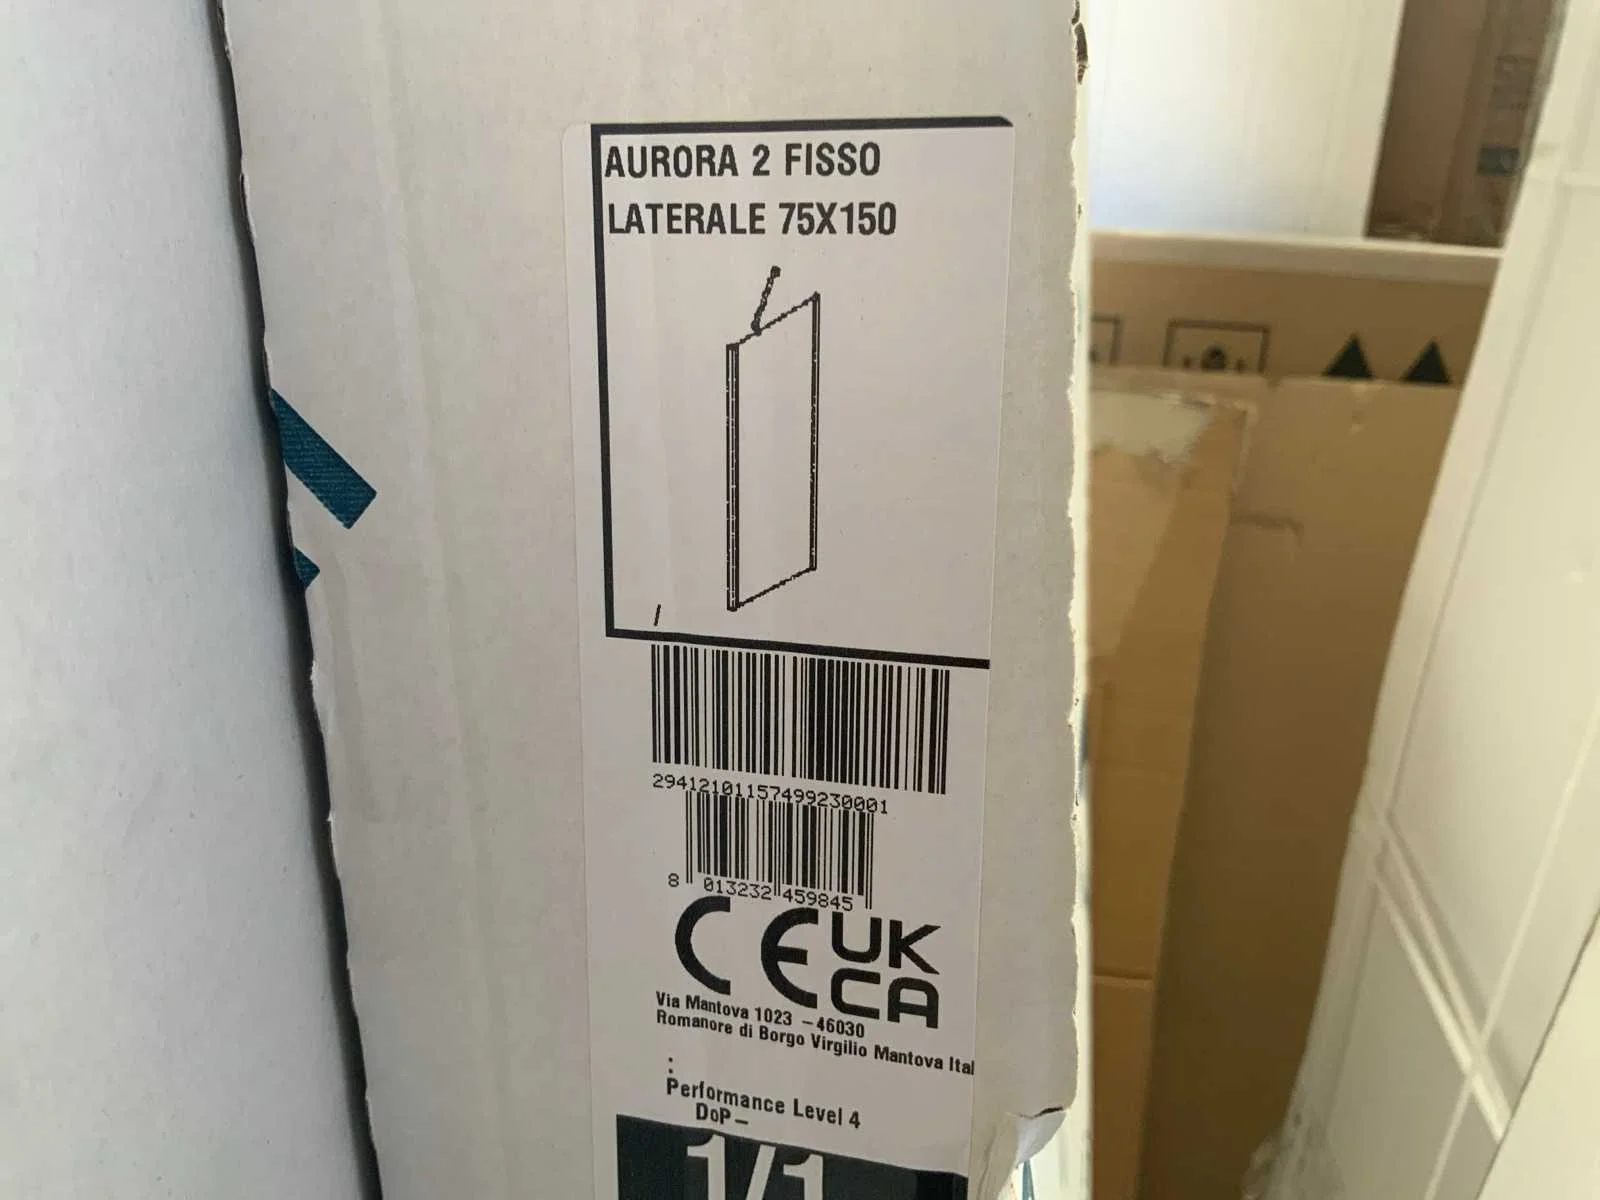 AURORA 2 FISSO
LATERALE 75X150
29412101157499230001
8 013232 459845
CE UK
CA
Via Mantova 1023 -46030
Romanore di Borgo Virgilio Mantova Ital
:
Performance Level 4
DoP-
1/1